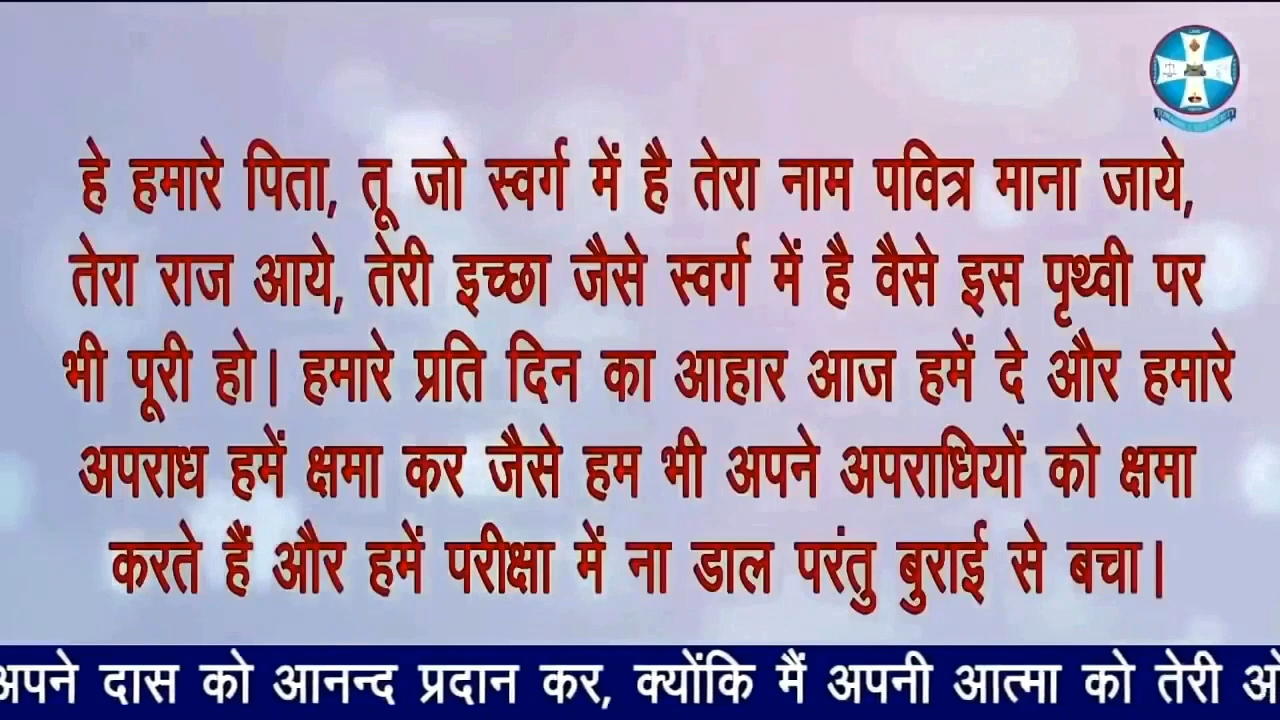 हे हमारे पिता, तू जो स्वर्ग में है तेरा नाम पवित्र माना जाये,
तेरा राज आये, तेरी इच्छा जैसे स्वर्ग में है वैसे इस पृथ्वी पर
भी पूरी हो| हमारे प्रति दिन का आहार आज हमें दे और हमारे
अपराध हमें क्षमा कर जैसे हम भी अपने अपराधियों को क्षमा
करते हैं और हमें परीक्षा में ना डाल परंतु बुराई से बचा|
अपने दास को आनन्द प्रदान कर, क्योंकि मैं अपनी आत्मा को तेरी